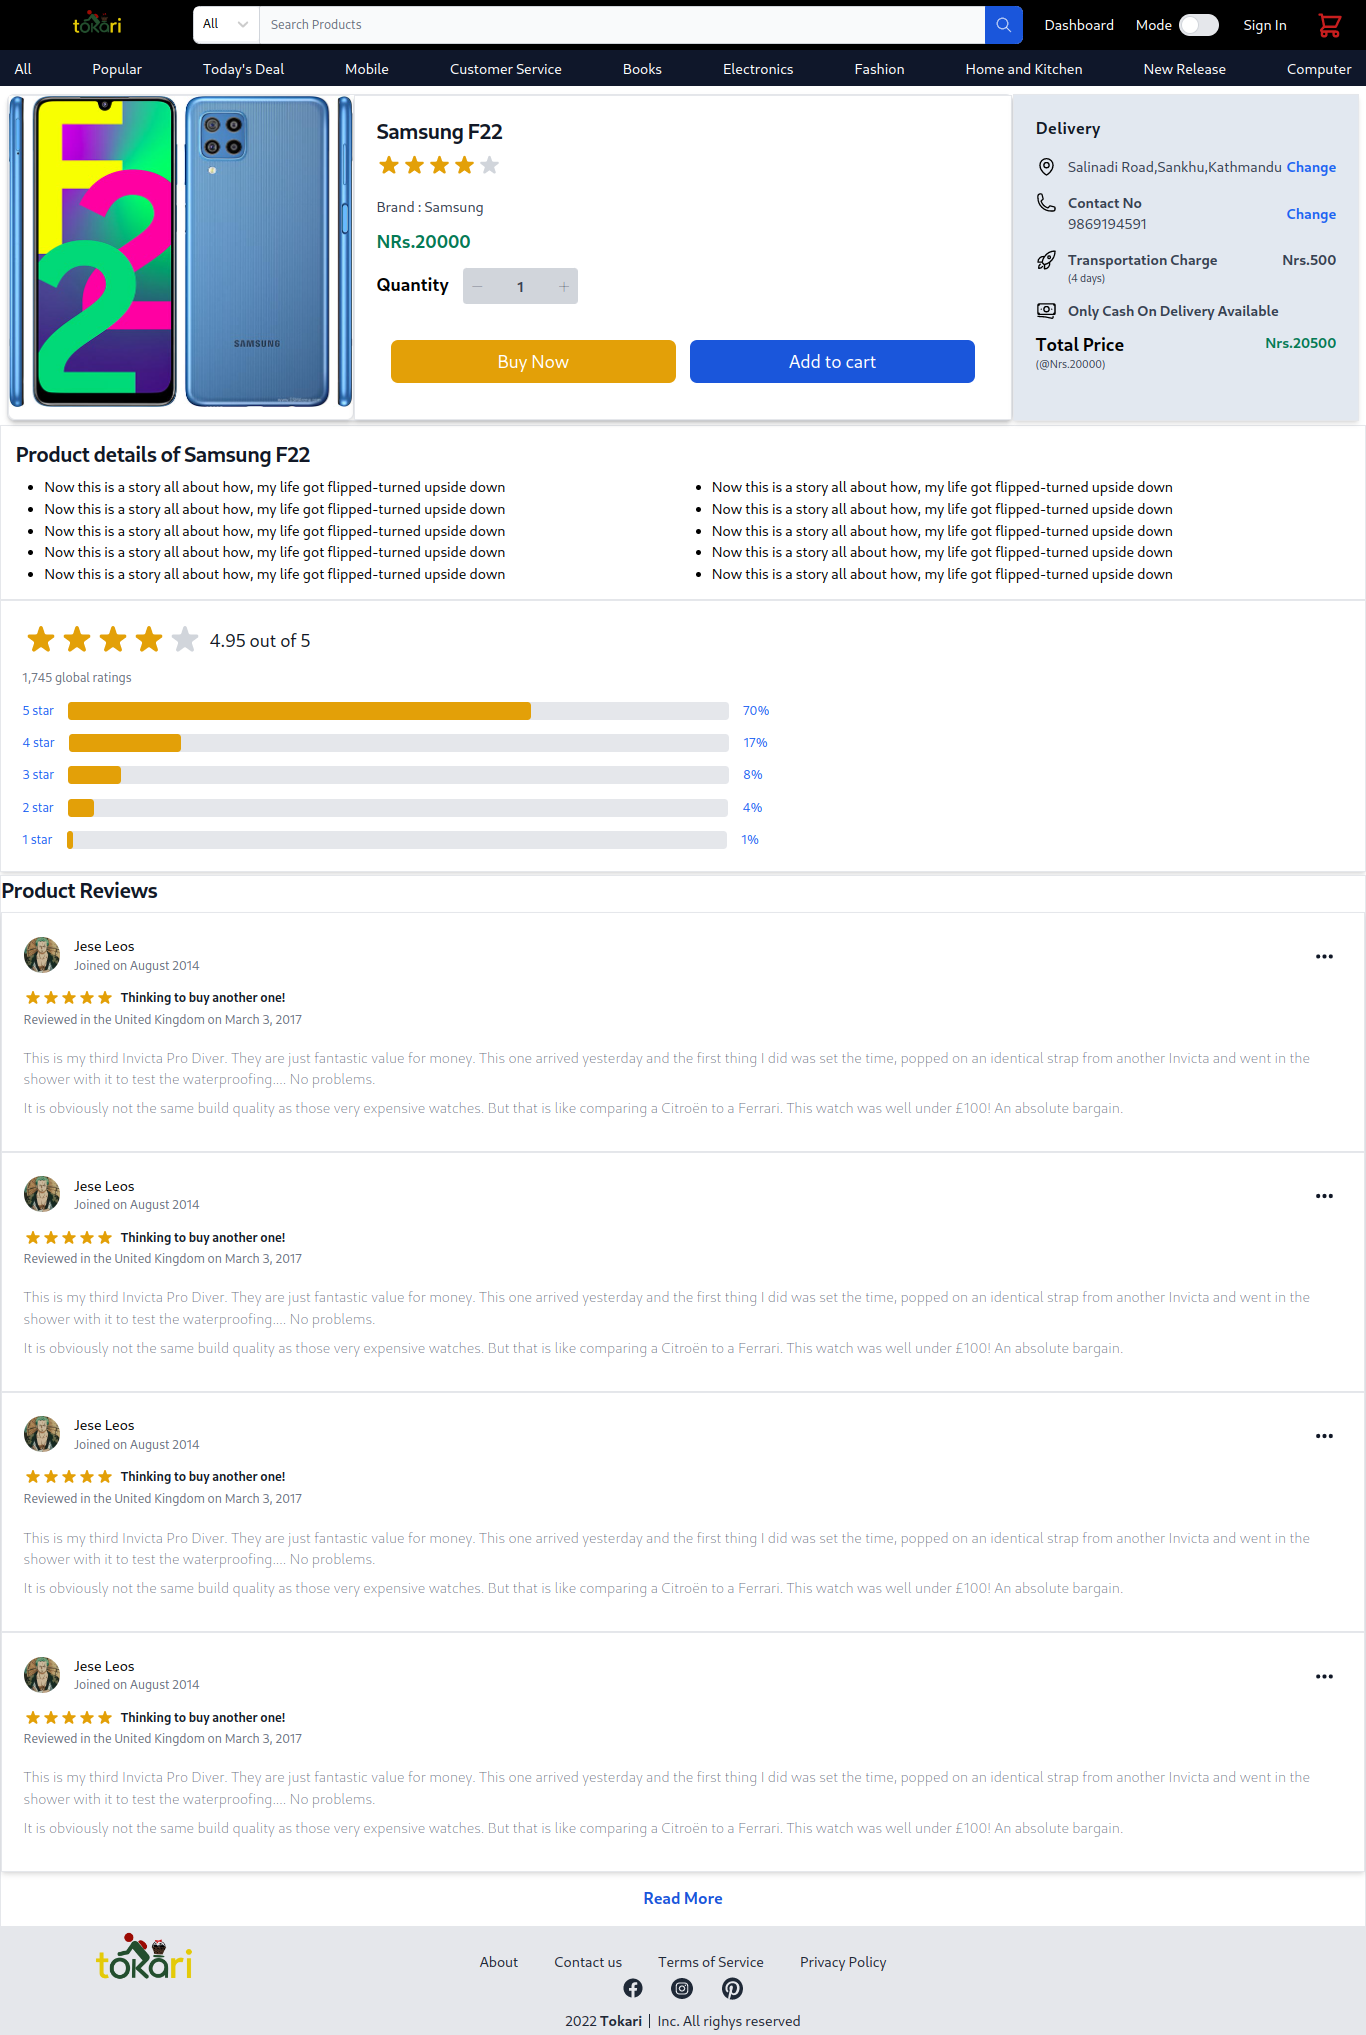 tokari
All
Search Products
Dashboard
Mode
Sign In
All Popular Today's Deal Mobile Customer Service Books Electronics Fashion Home and Kitchen New Release Computer
F
22
SAMSUNG
Samsung F22
Brand : Samsung
NRs.20000
Quantity
− 1 +
Buy Now
Add to cart
Delivery
Salinadi Road,Sankhu,Kathmandu Change
Contact No
9869194591
Change
Transportation Charge Nrs.500
(4 days)
Only Cash On Delivery Available
Total Price Nrs.20500
(@Nrs.20000)
Product details of Samsung F22
Now this is a story all about how, my life got flipped-turned upside down
Now this is a story all about how, my life got flipped-turned upside down
Now this is a story all about how, my life got flipped-turned upside down
Now this is a story all about how, my life got flipped-turned upside down
Now this is a story all about how, my life got flipped-turned upside down
Now this is a story all about how, my life got flipped-turned upside down
Now this is a story all about how, my life got flipped-turned upside down
Now this is a story all about how, my life got flipped-turned upside down
Now this is a story all about how, my life got flipped-turned upside down
Now this is a story all about how, my life got flipped-turned upside down
4.95 out of 5
1,745 global ratings
5 star 70%
4 star 17%
3 star 8%
2 star 4%
1 star 1%
Product Reviews
Jese Leos
Joined on August 2014
Thinking to buy another one!
Reviewed in the United Kingdom on March 3, 2017
This is my third Invicta Pro Diver. They are just fantastic value for money. This one arrived yesterday and the first thing I did was set the time, popped on an identical strap from another Invicta and went in the
shower with it to test the waterproofing.... No problems.
It is obviously not the same build quality as those very expensive watches. But that is like comparing a Citroën to a Ferrari. This watch was well under £100! An absolute bargain.
Jese Leos
Joined on August 2014
Thinking to buy another one!
Reviewed in the United Kingdom on March 3, 2017
This is my third Invicta Pro Diver. They are just fantastic value for money. This one arrived yesterday and the first thing I did was set the time, popped on an identical strap from another Invicta and went in the
shower with it to test the waterproofing.... No problems.
It is obviously not the same build quality as those very expensive watches. But that is like comparing a Citroën to a Ferrari. This watch was well under £100! An absolute bargain.
Jese Leos
Joined on August 2014
Thinking to buy another one!
Reviewed in the United Kingdom on March 3, 2017
This is my third Invicta Pro Diver. They are just fantastic value for money. This one arrived yesterday and the first thing I did was set the time, popped on an identical strap from another Invicta and went in the
shower with it to test the waterproofing.... No problems.
It is obviously not the same build quality as those very expensive watches. But that is like comparing a Citroën to a Ferrari. This watch was well under £100! An absolute bargain.
Jese Leos
Joined on August 2014
Thinking to buy another one!
Reviewed in the United Kingdom on March 3, 2017
This is my third Invicta Pro Diver. They are just fantastic value for money. This one arrived yesterday and the first thing I did was set the time, popped on an identical strap from another Invicta and went in the
shower with it to test the waterproofing.... No problems.
It is obviously not the same build quality as those very expensive watches. But that is like comparing a Citroën to a Ferrari. This watch was well under £100! An absolute bargain.
Read More
tokari
About Contact us Terms of Service Privacy Policy
2022 Tokari | Inc. All righys reserved